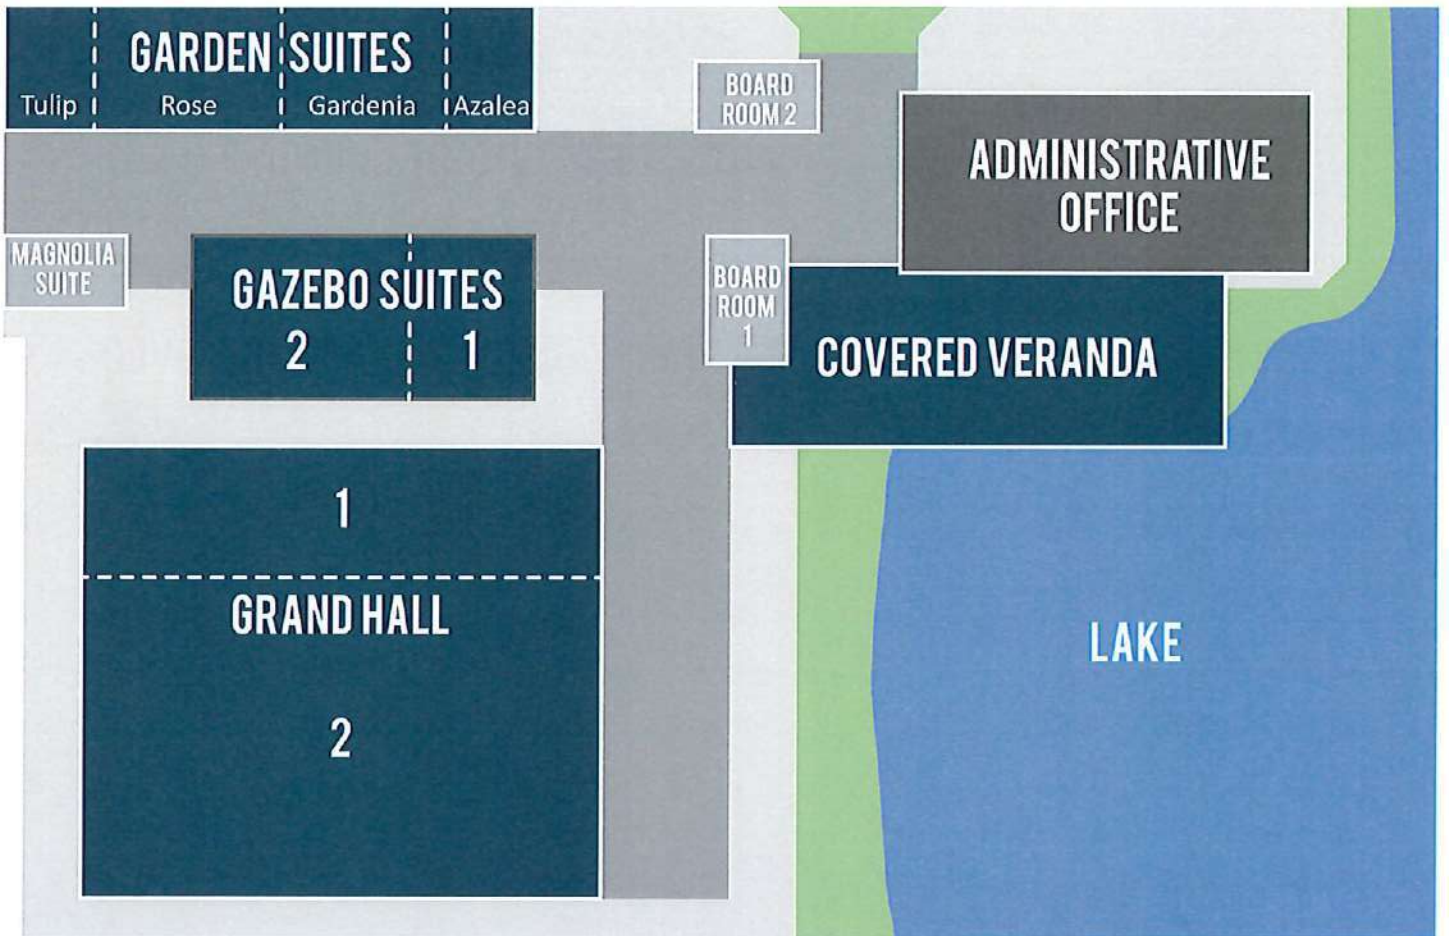 GARDEN SUITES
Tulip Rose Gardenia Azalea
BOARD
ROOM 2
ADMINISTRATIVE
OFFICE
MAGNOLIA
SUITE
GAZEBO SUITES
2 1
BOARD
ROOM
1
COVERED VERANDA
1
GRAND HALL
2
LAKE